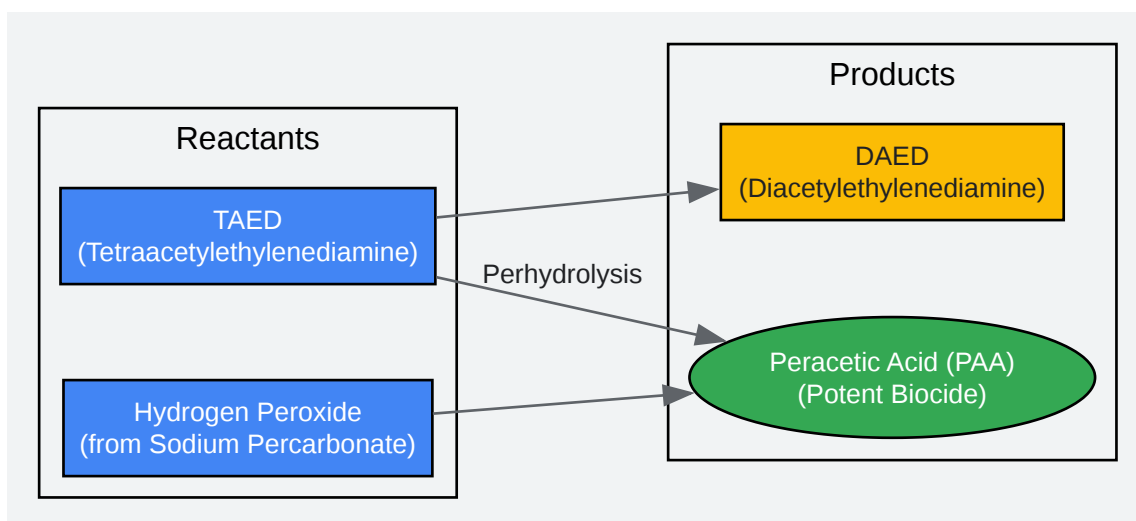 Reactants
TAED
(Tetraacetylethylenediamine)
Hydrogen Peroxide
(from Sodium Percarbonate)
Perhydrolysis
Products
DAED
(Diacetylethylenediamine)
Peracetic Acid (PAA)
(Potent Biocide)